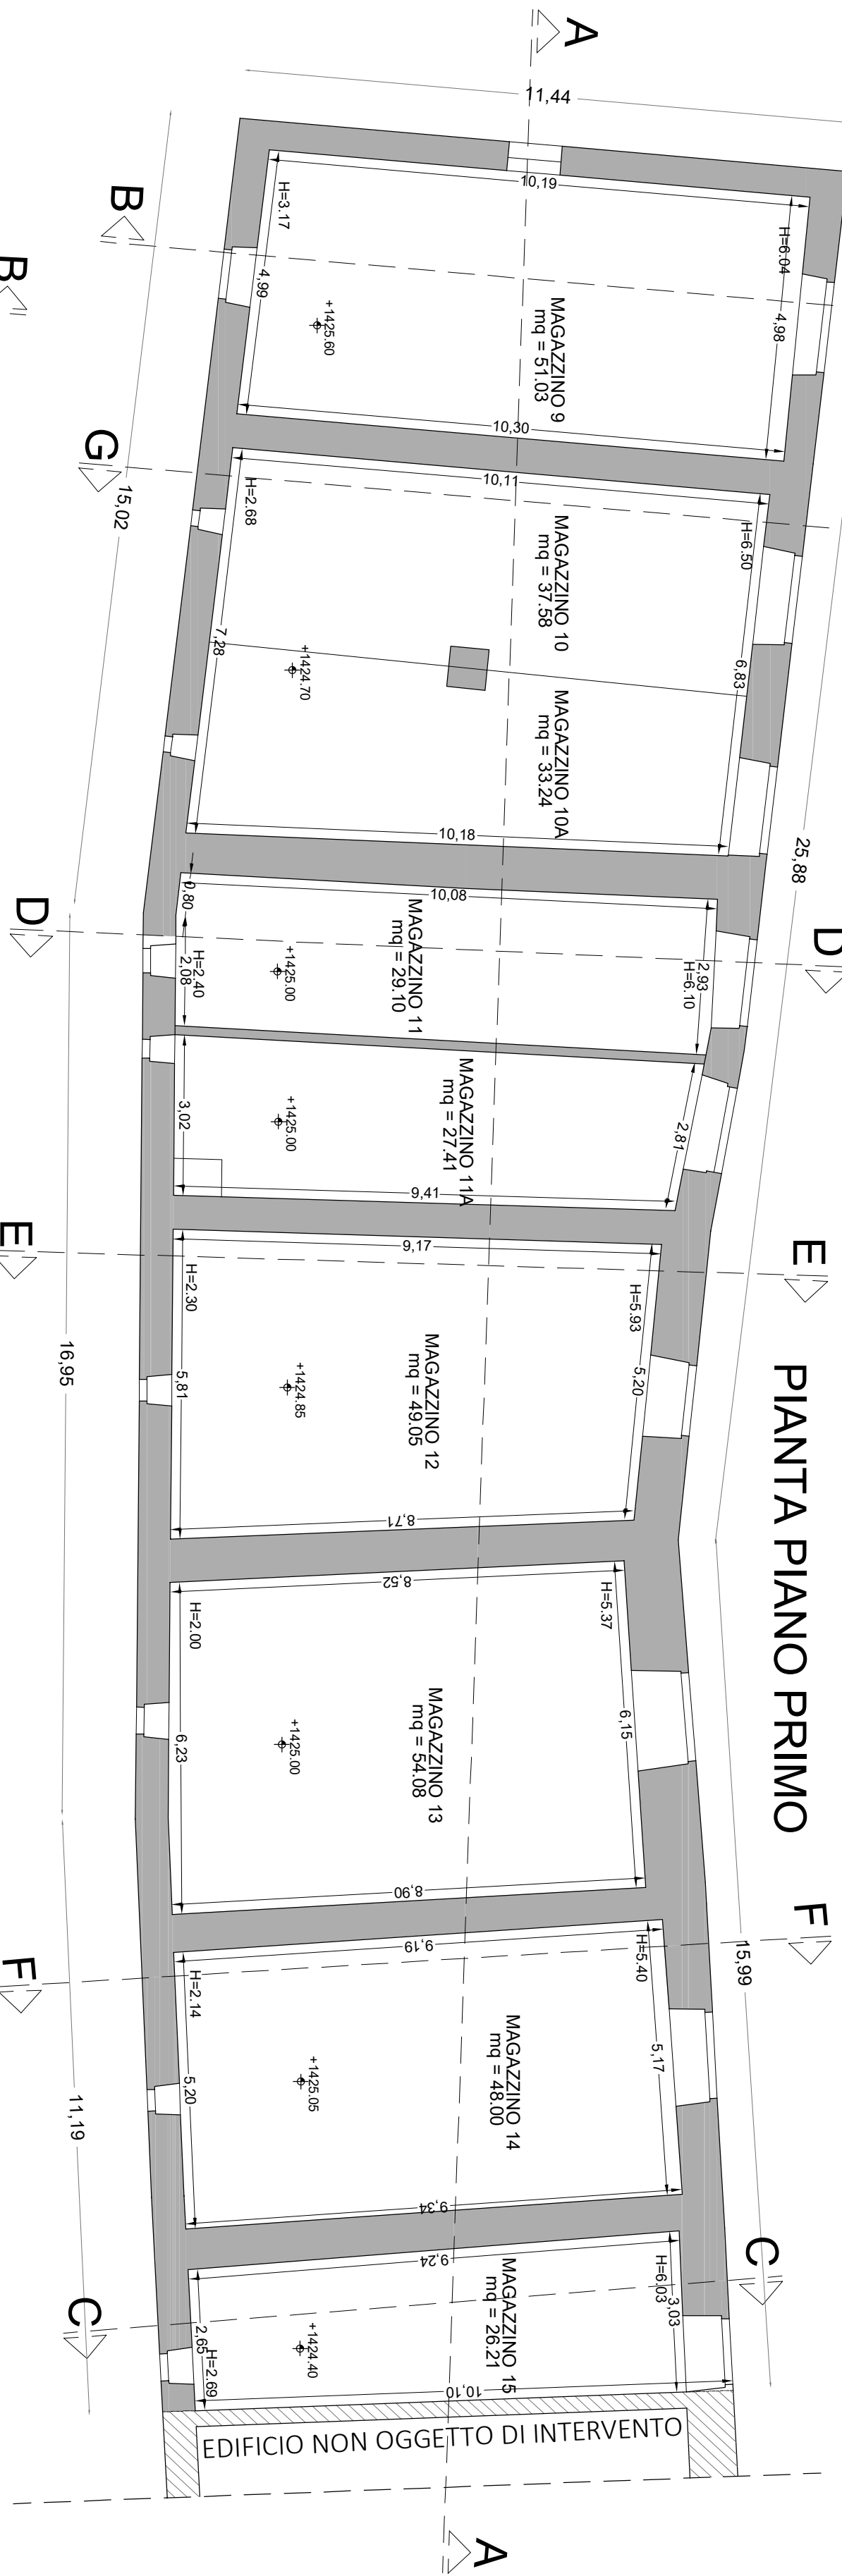 PIANTA PIANO PRIMO
A
11,44
10,19
H=3.17
H=6.04
B
B
4,99
4,98
+1425.60
MAGAZZINO 9
mq = 51.03
10,30
G
15,02
10,11
H=2.68
H=6.50
MAGAZZINO 10
mq = 37.58
7,28
+1424.70
6,83
MAGAZZINO 10A
mq = 33.24
10,18
25,88
0,80
10,08
D
D
H=2.40
2,08
+1425.00
MAGAZZINO 11
mq = 29.10
2,93
H=6.10
3,02
+1425.00
MAGAZZINO 11A
mq = 27.41
2,81
9,41
E
E
9,17
H=2.30
H=5.93
16,95
5,81
+1424.85
MAGAZZINO 12
mq = 49.05
5,20
8,71
8,52
H=2.00
H=5.37
6,23
+1425.00
MAGAZZINO 13
mq = 54.08
6,15
8,90
F
F
9,19
H=2.14
H=5.40
15,99
11,19
5,20
+1425.05
MAGAZZINO 14
mq = 48.00
5,17
9,34
9,24
C
C
H=6.03
3,03
2,65
H=2.69
+1424.40
MAGAZZINO 15
mq = 26.21
10,10
EDIFICIO NON OGGETTO DI INTERVENTO
A